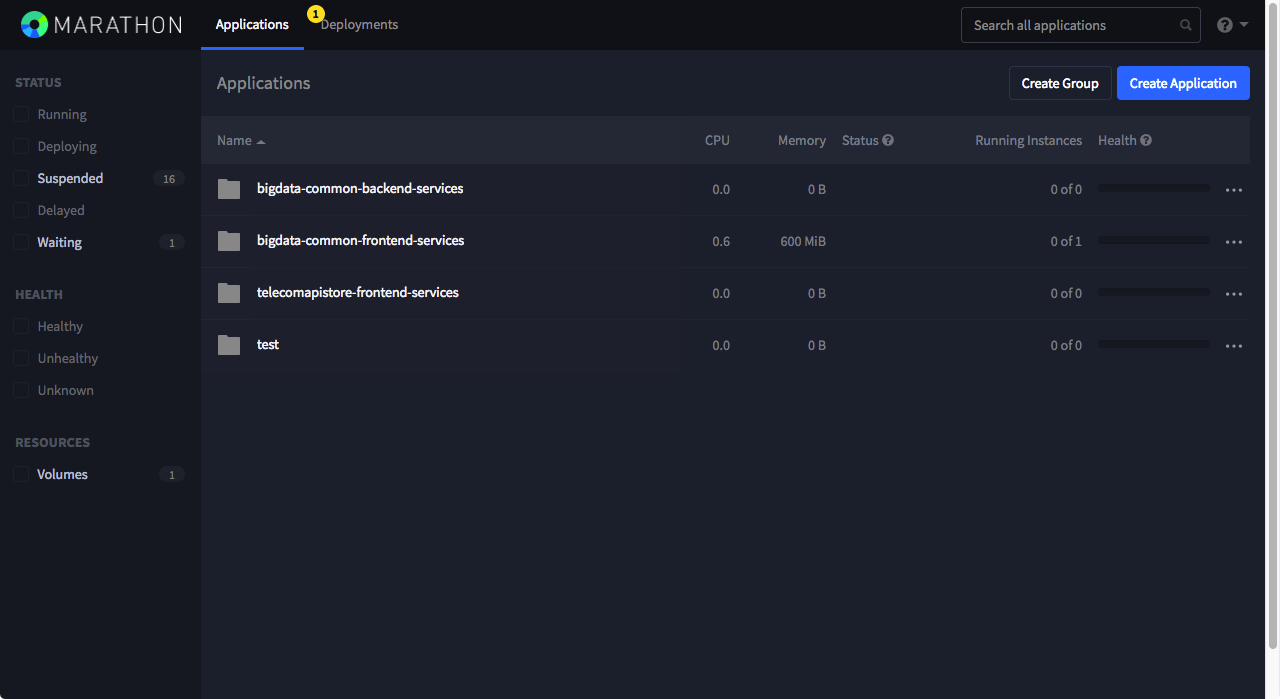 MARATHON
Applications
1
Deployments
Search all applications
?
STATUS
Running
Deploying
Suspended 16
Delayed
Waiting 1
HEALTH
Healthy
Unhealthy
Unknown
RESOURCES
Volumes 1
Applications
Create Group
Create Application
Name CPU Memory Status ? Running Instances Health ?
bigdata-common-backend-services 0.0 0 B 0 of 0
bigdata-common-frontend-services 0.6 600 MiB 0 of 1
telecomapistore-frontend-services 0.0 0 B 0 of 0
test 0.0 0 B 0 of 0